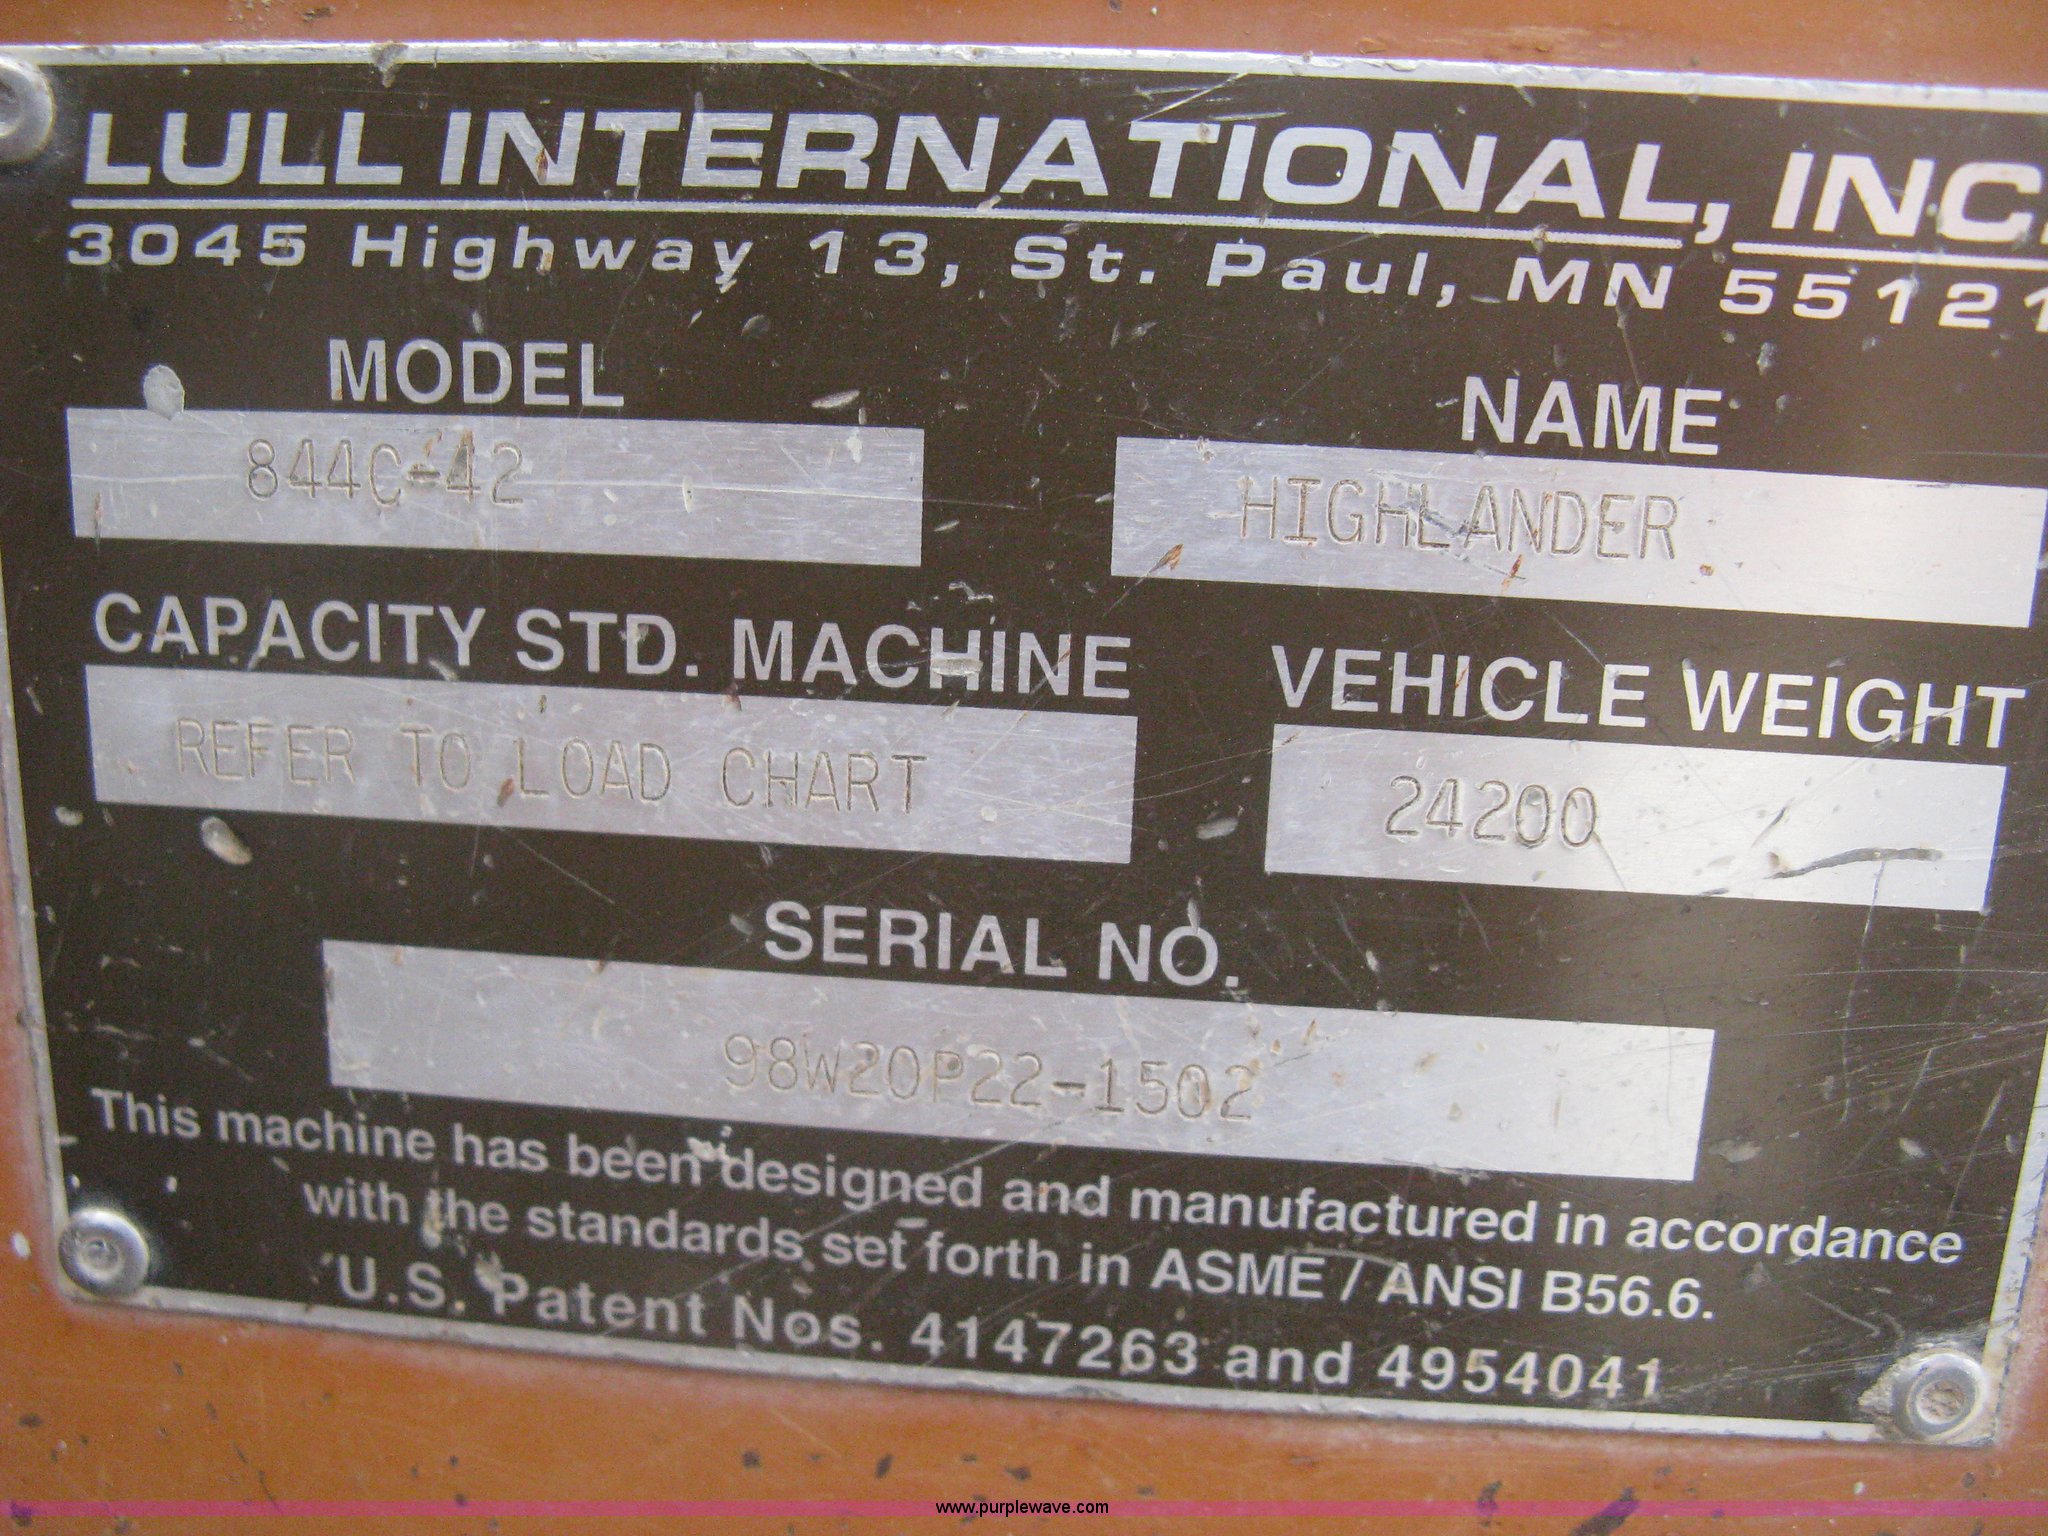 LULL INTERNATIONAL, INC.
3045 Highway 13, St. Paul, MN 55121
MODEL NAME
844C-42 HIGHLANDER
CAPACITY STD. MACHINE VEHICLE WEIGHT
REFER TO LOAD CHART 24200
SERIAL NO.
98W20P22-1502
This machine has been designed and manufactured in accordance
with the standards set forth in ASME / ANSI B56.6.
U.S. Patent Nos. 4147263 and 4954041
www.purplewave.com